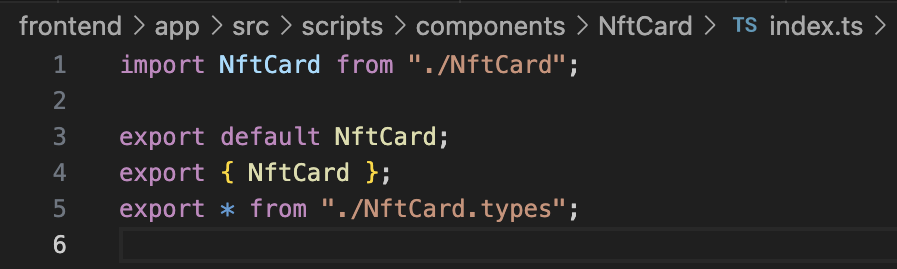 frontend > app > src > scripts > components > NftCard > TS index.ts >
1 import NftCard from "./NftCard";
2
3 export default NftCard;
4 export { NftCard };
5 export * from "./NftCard.types";
6